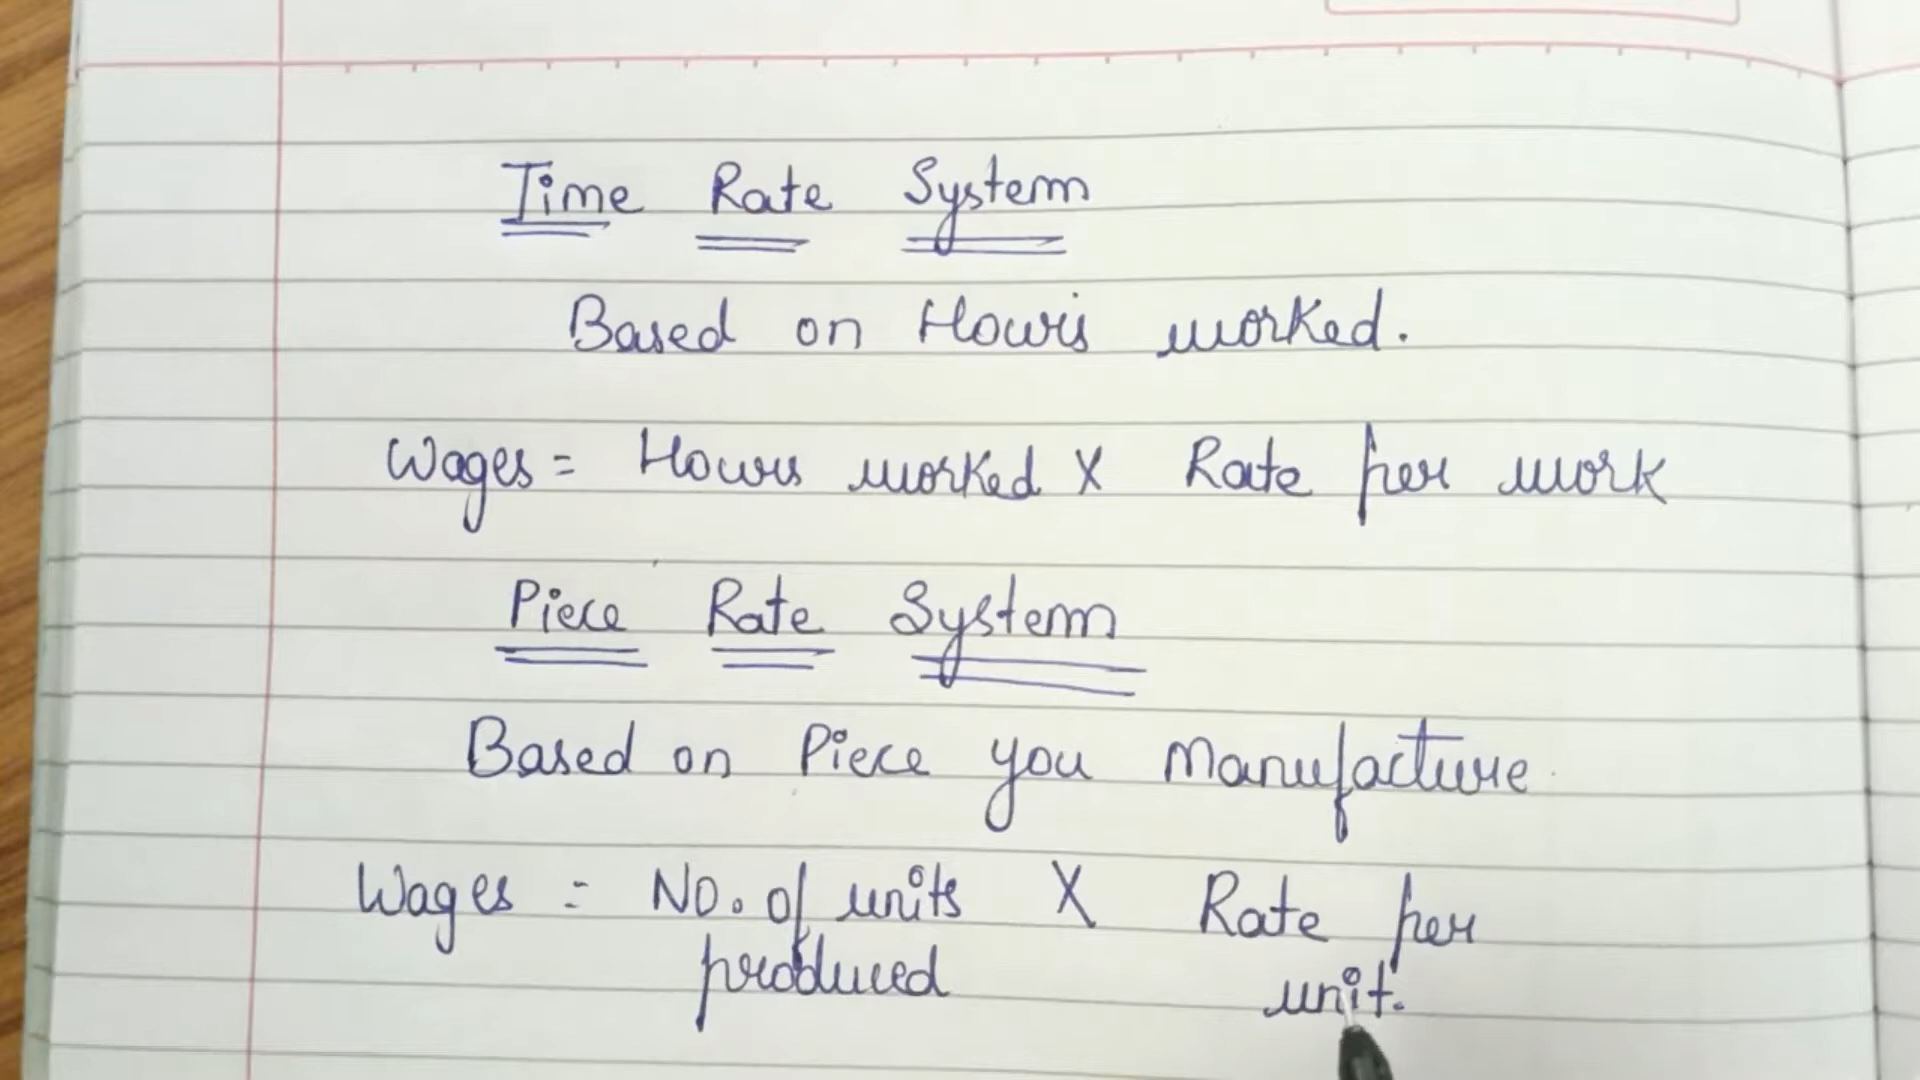 Time Rate System
Based on Hours worked.
Wages = Hours worked X Rate per work
Piece Rate System
Based on Piece you Manufacture
Wages = No. of units X Rate per
produced unit.